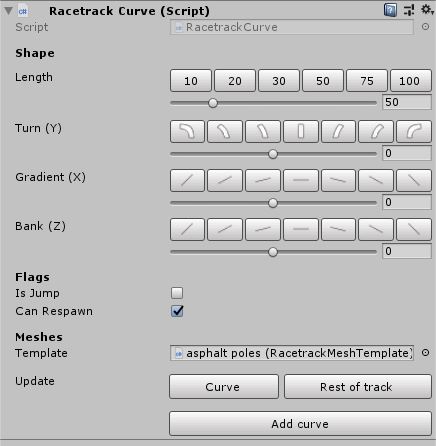 Racetrack Curve (Script)
Script RacetrackCurve
Shape
Length 10 20 30 50 75 100
50
Turn (Y)
0
Gradient (X)
0
Bank (Z)
0
Flags
Is Jump
Can Respawn
Meshes
Template asphalt poles (RacetrackMeshTemplate)
Update Curve Rest of track
Add curve